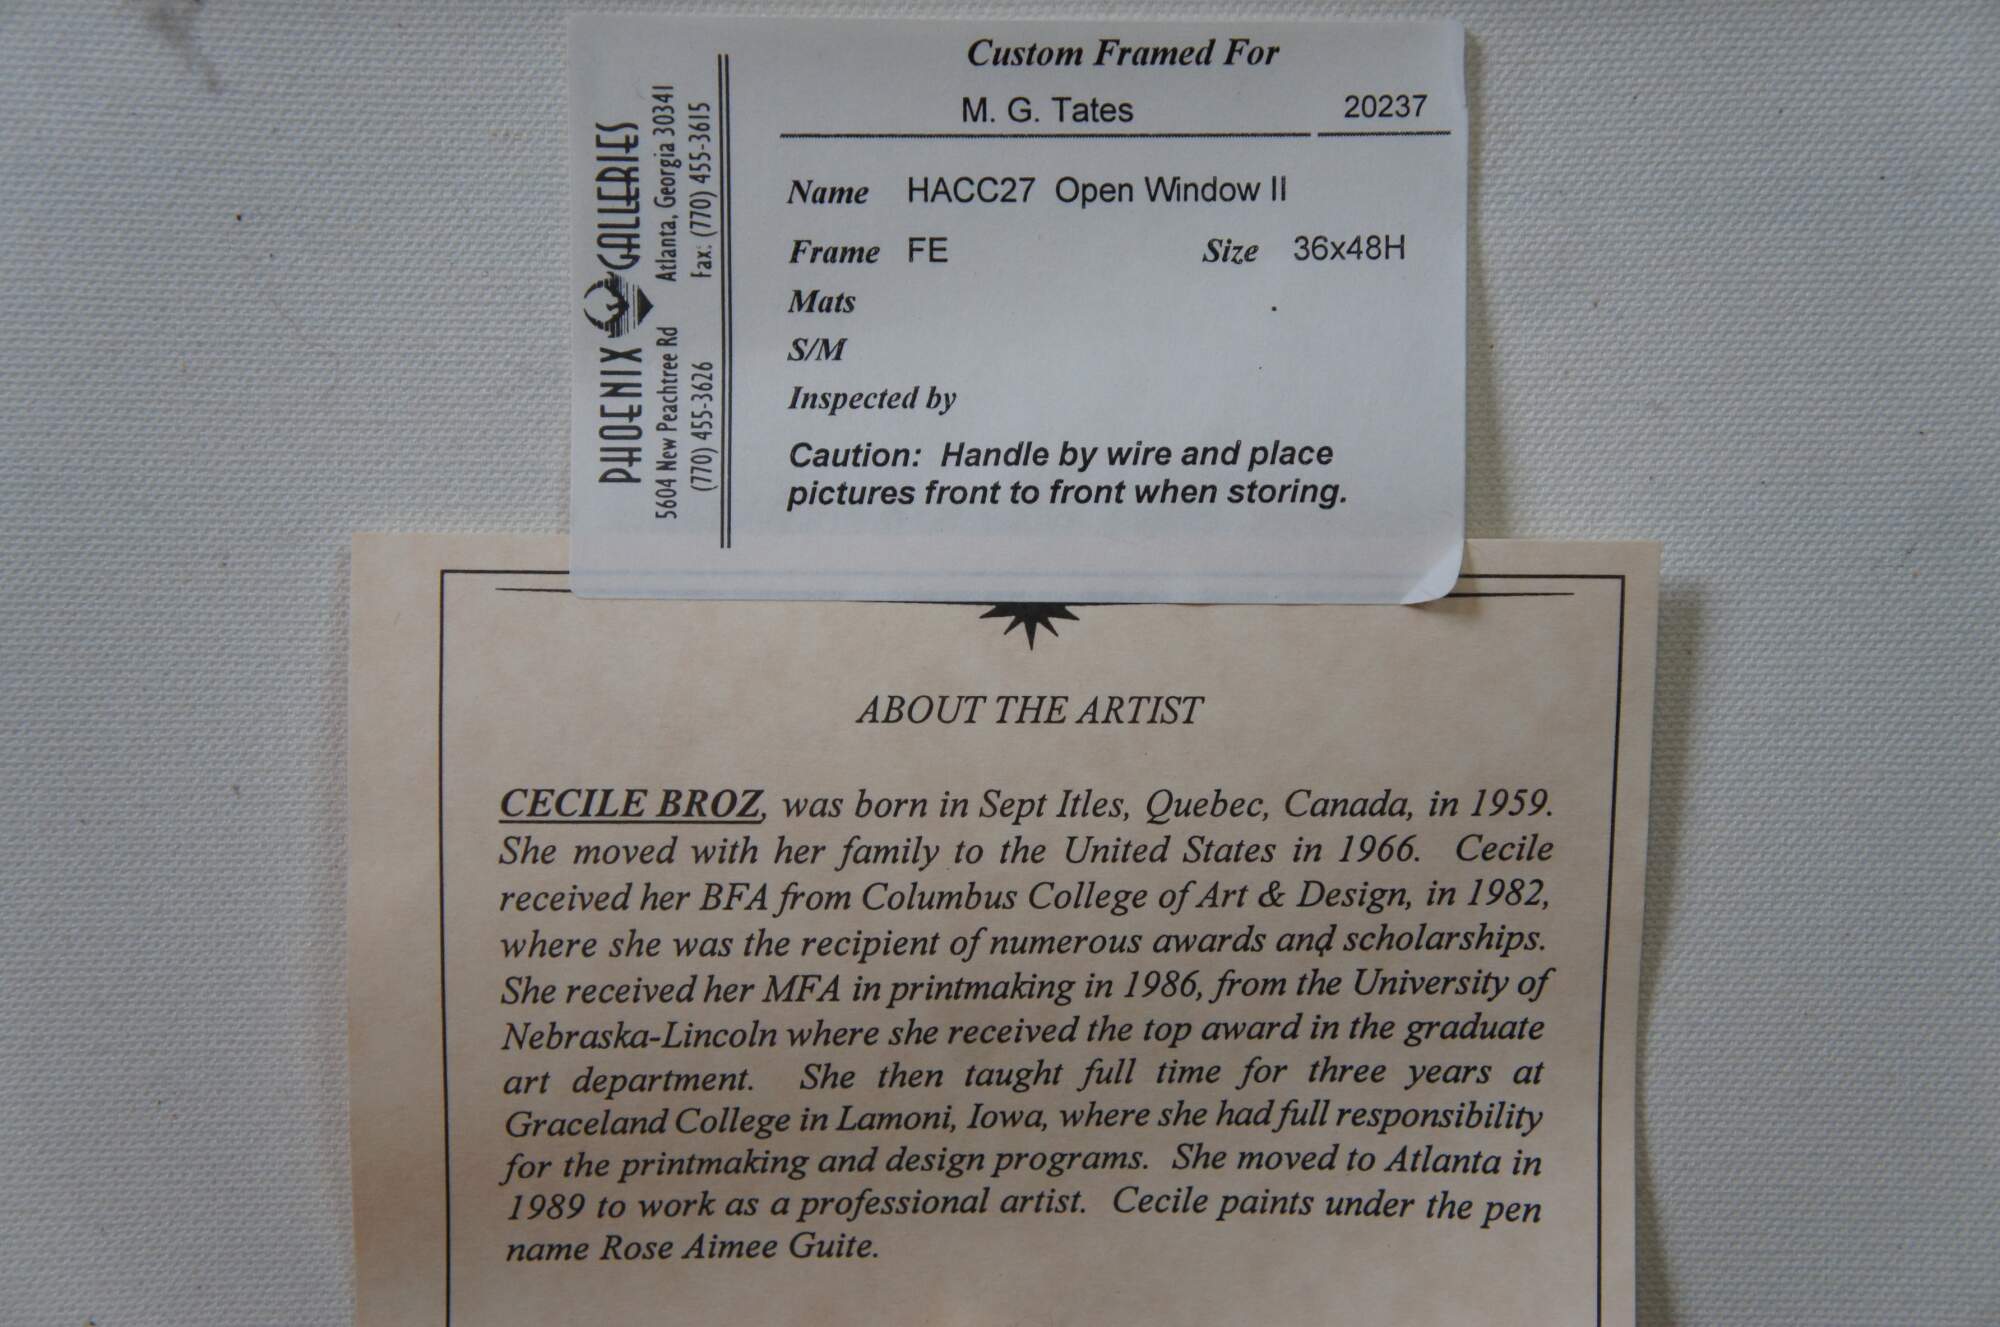 PHOENIX GALLERIES
5604 New Peachtree Rd Atlanta, Georgia 30341
(770) 455-3626 Fax: (770) 455-3615
Custom Framed For
M. G. Tates 20237
Name HACC27 Open Window II
Frame FE Size 36x48H
Mats
S/M
Inspected by
Caution: Handle by wire and place
pictures front to front when storing.
ABOUT THE ARTIST
CECILE BROZ, was born in Sept Itles, Quebec, Canada, in 1959.
She moved with her family to the United States in 1966. Cecile
received her BFA from Columbus College of Art & Design, in 1982,
where she was the recipient of numerous awards and scholarships.
She received her MFA in printmaking in 1986, from the University of
Nebraska-Lincoln where she received the top award in the graduate
art department. She then taught full time for three years at
Graceland College in Lamoni, Iowa, where she had full responsibility
for the printmaking and design programs. She moved to Atlanta in
1989 to work as a professional artist. Cecile paints under the pen
name Rose Aimee Guite.